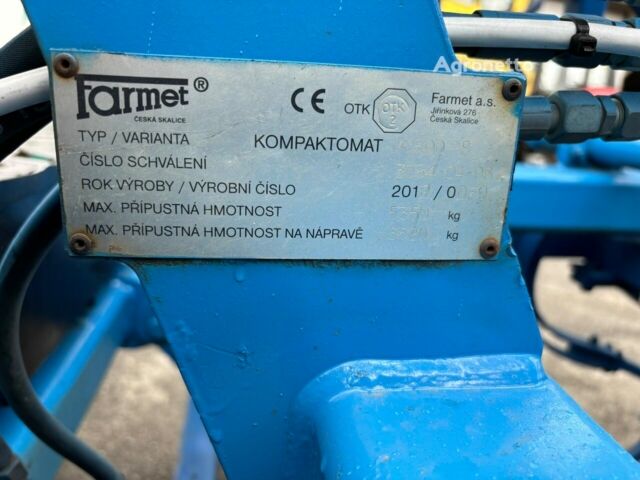 Agronetto
Farmet®
ČESKÁ SKALICE
CE OTK OTK 2
Farmet a.s.
Jiřinková 276
Česká Skalice
TYP / VARIANTA KOMPAKTOMAT
ČÍSLO SCHVÁLENÍ
ROK VÝROBY / VÝROBNÍ ČÍSLO
MAX. PŘÍPUSTNÁ HMOTNOST kg
MAX. PŘÍPUSTNÁ HMOTNOST NA NÁPRAVĚ kg